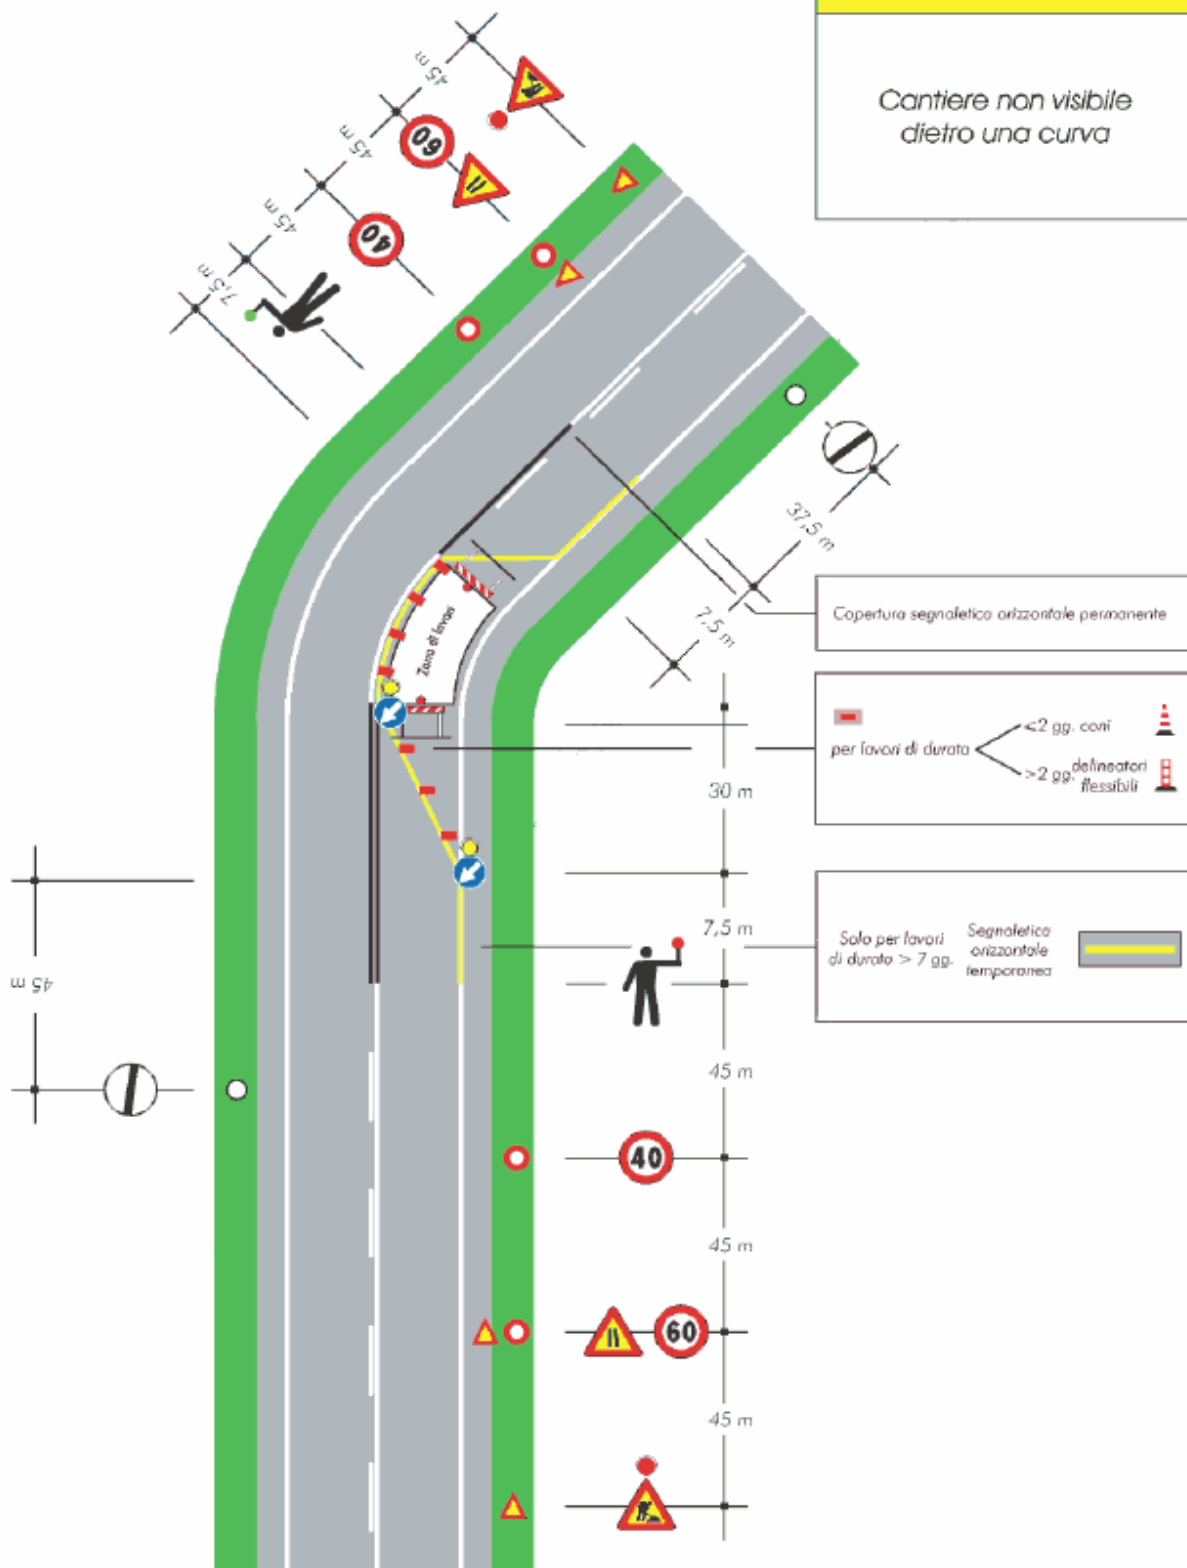 Cantiere non visibile
dietro una curva
45 m
45 m
60
45 m
40
7,5 m
37,5 m
7,5 m
Copertura segnaletica orizzontale permanente
Zona di lavori
per lavori di durata
<2 gg. coni
>2 gg. delineatori
flessibili
30 m
7,5 m
Solo per lavori
di durata > 7 gg.
Segnaletica
orizzontale
temporanea
45 m
45 m
40
45 m
60
45 m